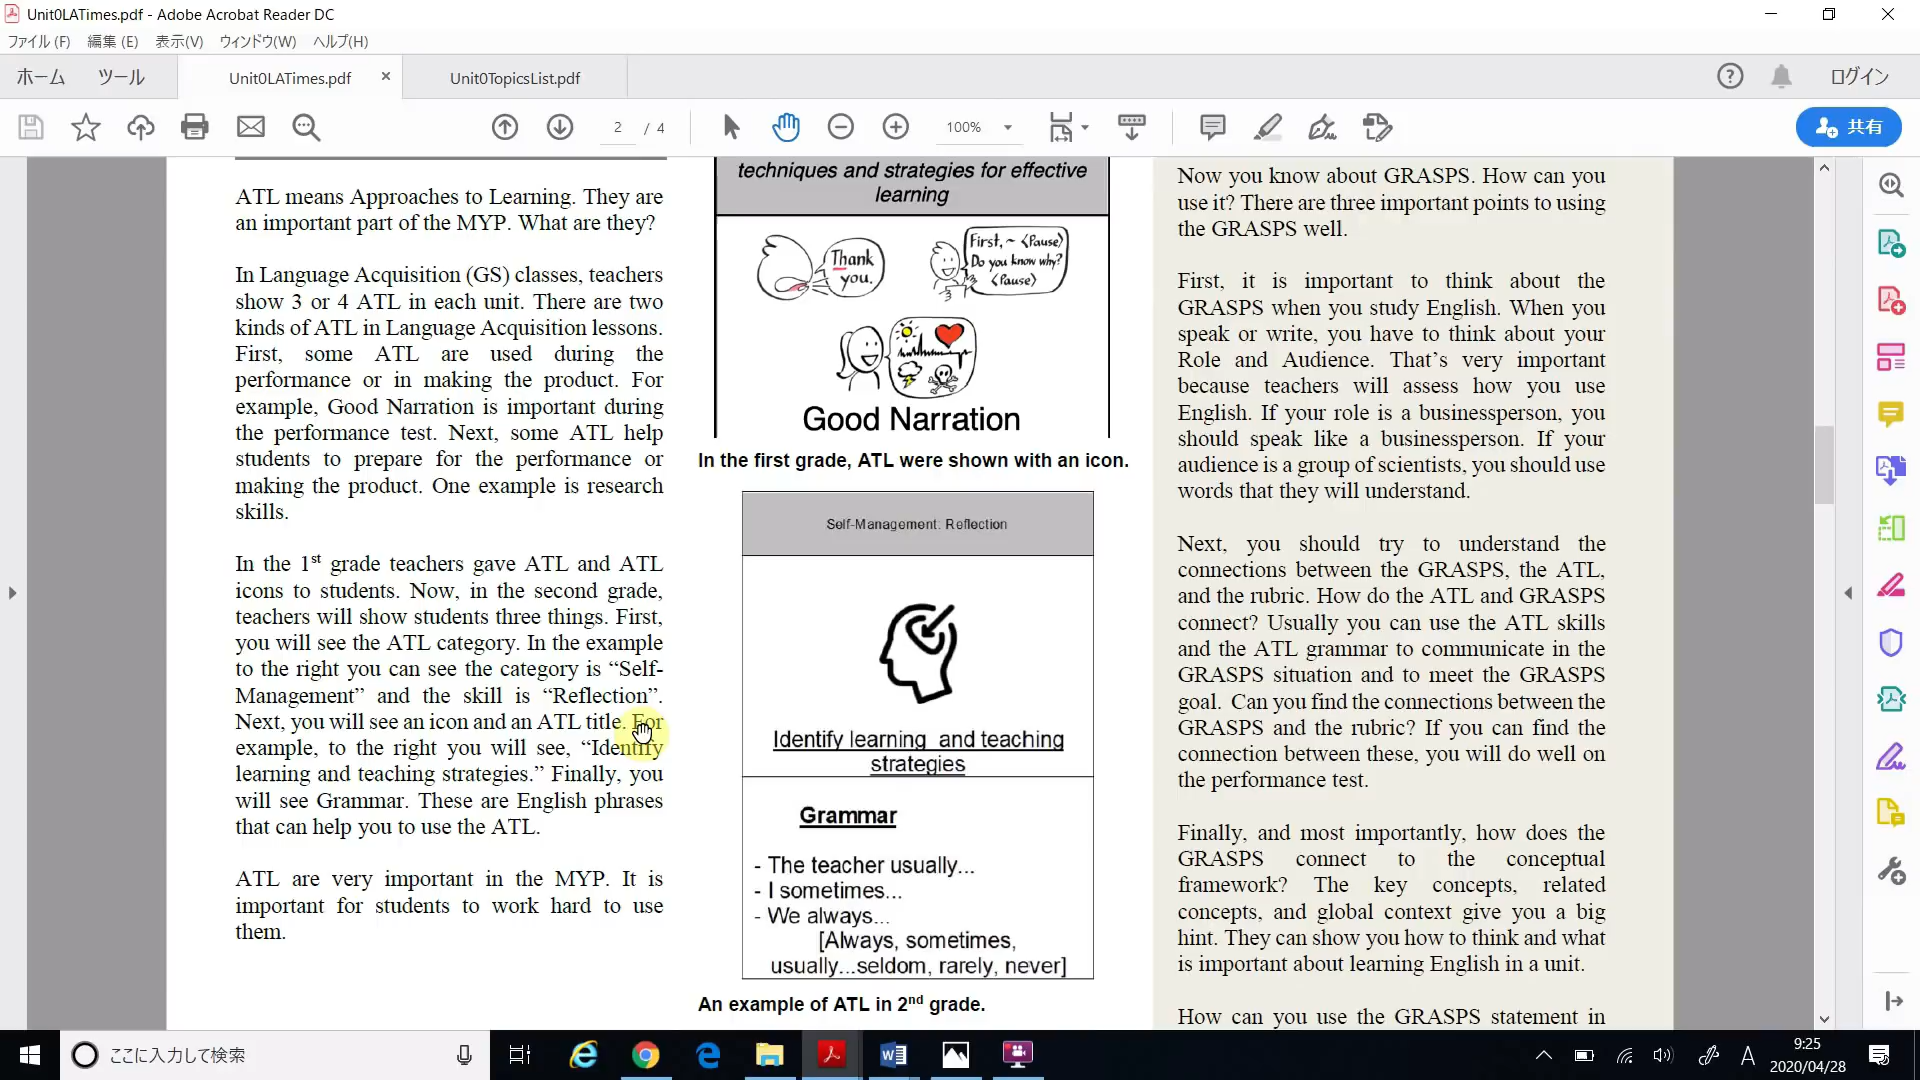 Unit0LATimes.pdf - Adobe Acrobat Reader DC
ファイル (F) 編集 (E) 表示(V) ウィンドウ(W) ヘルプ(H)
ホーム ツール Unit0LATimes.pdf × Unit0TopicsList.pdf ログイン
2 / 4 100% 共有
ATL means Approaches to Learning. They are
an important part of the MYP. What are they?
In Language Acquisition (GS) classes, teachers
show 3 or 4 ATL in each unit. There are two
kinds of ATL in Language Acquisition lessons.
First, some ATL are used during the
performance or in making the product. For
example, Good Narration is important during
the performance test. Next, some ATL help
students to prepare for the performance or
making the product. One example is research
skills.
In the 1st grade teachers gave ATL and ATL
icons to students. Now, in the second grade,
teachers will show students three things. First,
you will see the ATL category. In the example
to the right you can see the category is “Self-
Management” and the skill is “Reflection”.
Next, you will see an icon and an ATL title. For
example, to the right you will see, “Identify
learning and teaching strategies.” Finally, you
will see Grammar. These are English phrases
that can help you to use the ATL.
ATL are very important in the MYP. It is
important for students to work hard to use
them.
techniques and strategies for effective
learning
Thank
you.
First, ~ <Pause>
Do you know why?
<Pause>
Good Narration
In the first grade, ATL were shown with an icon.
Self-Management: Reflection
Identify learning and teaching
strategies
Grammar
- The teacher usually...
- I sometimes...
- We always...
[Always, sometimes,
usually...seldom, rarely, never]
An example of ATL in 2nd grade.
Now you know about GRASPS. How can you
use it? There are three important points to using
the GRASPS well.
First, it is important to think about the
GRASPS when you study English. When you
speak or write, you have to think about your
Role and Audience. That’s very important
because teachers will assess how you use
English. If your role is a businessperson, you
should speak like a businessperson. If your
audience is a group of scientists, you should use
words that they will understand.
Next, you should try to understand the
connections between the GRASPS, the ATL,
and the rubric. How do the ATL and GRASPS
connect? Usually you can use the ATL skills
and the ATL grammar to communicate in the
GRASPS situation and to meet the GRASPS
goal. Can you find the connections between the
GRASPS and the rubric? If you can find the
connection between these, you will do well on
the performance test.
Finally, and most importantly, how does the
GRASPS connect to the conceptual
framework? The key concepts, related
concepts, and global context give you a big
hint. They can show you how to think and what
is important about learning English in a unit.
How can you use the GRASPS statement in
ここに入力して検索
A
9:25
2020/04/28